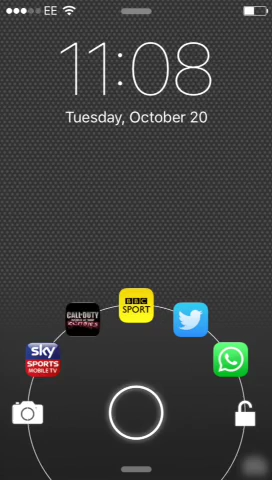 EE
11:08
Tuesday, October 20
BBC
SPORT
CALL OF DUTY
sky
SPORTS
MOBILE TV